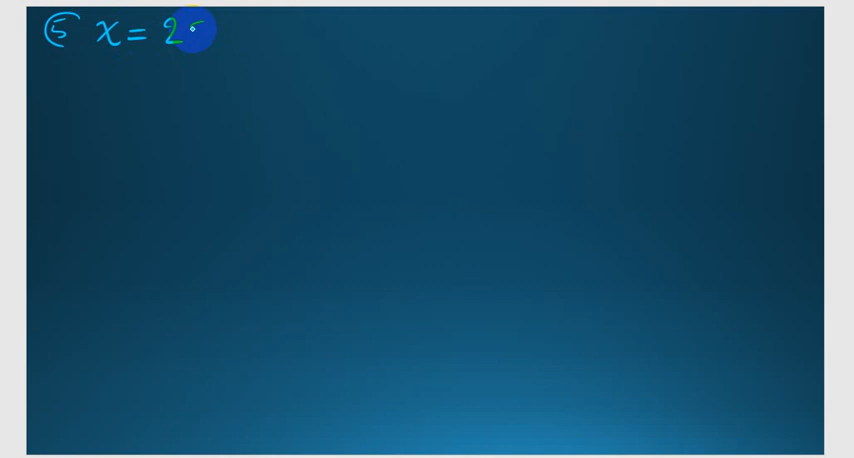 ⑤ x = 2